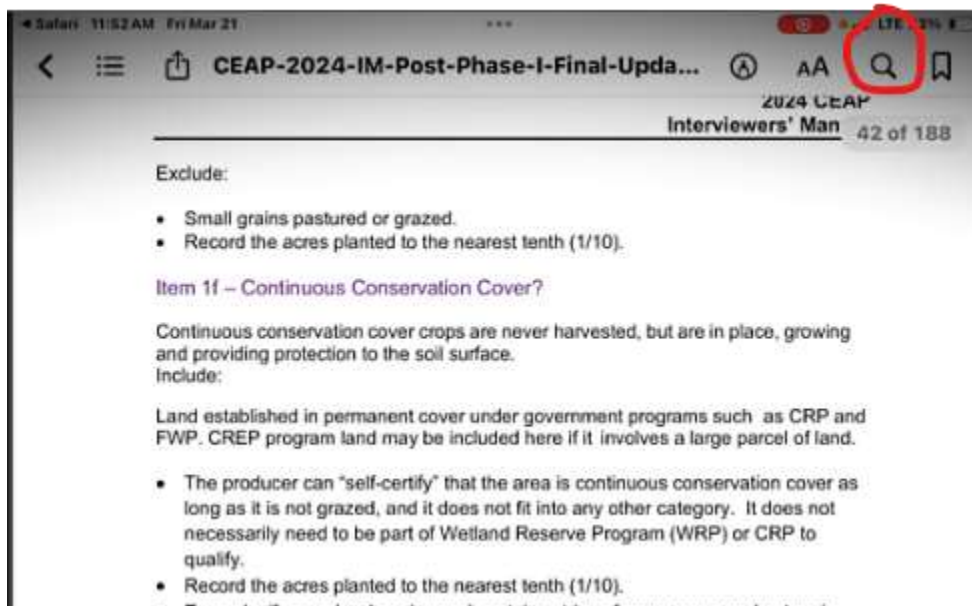 Safari 11:52 AM Fri Mar 21
LTE
CEAP-2024-IM-Post-Phase-I-Final-Upda...
AA
2024 CEAP
Interviewers' Man
42 of 188
Exclude:
• Small grains pastured or grazed.
• Record the acres planted to the nearest tenth (1/10).
Item 1f – Continuous Conservation Cover?
Continuous conservation cover crops are never harvested, but are in place, growing
and providing protection to the soil surface.
Include:
Land established in permanent cover under government programs such as CRP and
FWP. CREP program land may be included here if it involves a large parcel of land.
• The producer can "self-certify" that the area is continuous conservation cover as
long as it is not grazed, and it does not fit into any other category. It does not
necessarily need to be part of Wetland Reserve Program (WRP) or CRP to
qualify.
• Record the acres planted to the nearest tenth (1/10).